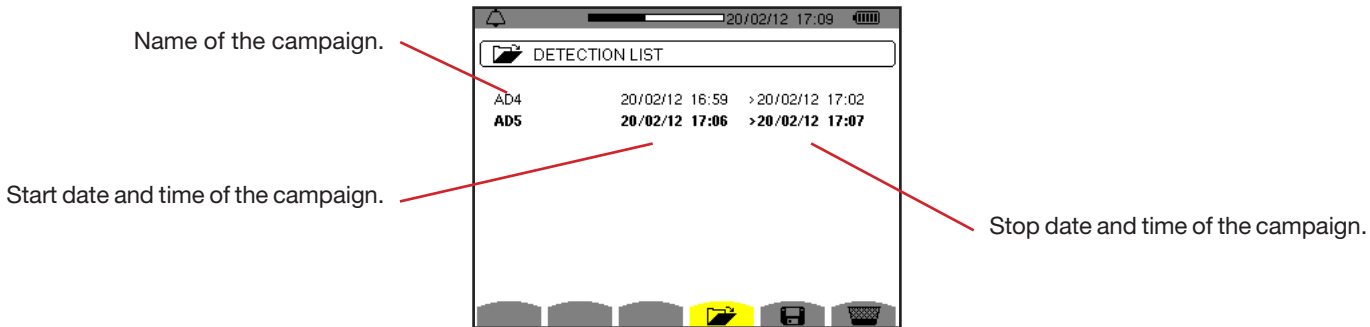 20/02/12 17:09
Name of the campaign.
DETECTION LIST
AD4 20/02/12 16:59 >20/02/12 17:02
AD5 20/02/12 17:06 >20/02/12 17:07
Start date and time of the campaign.
Stop date and time of the campaign.